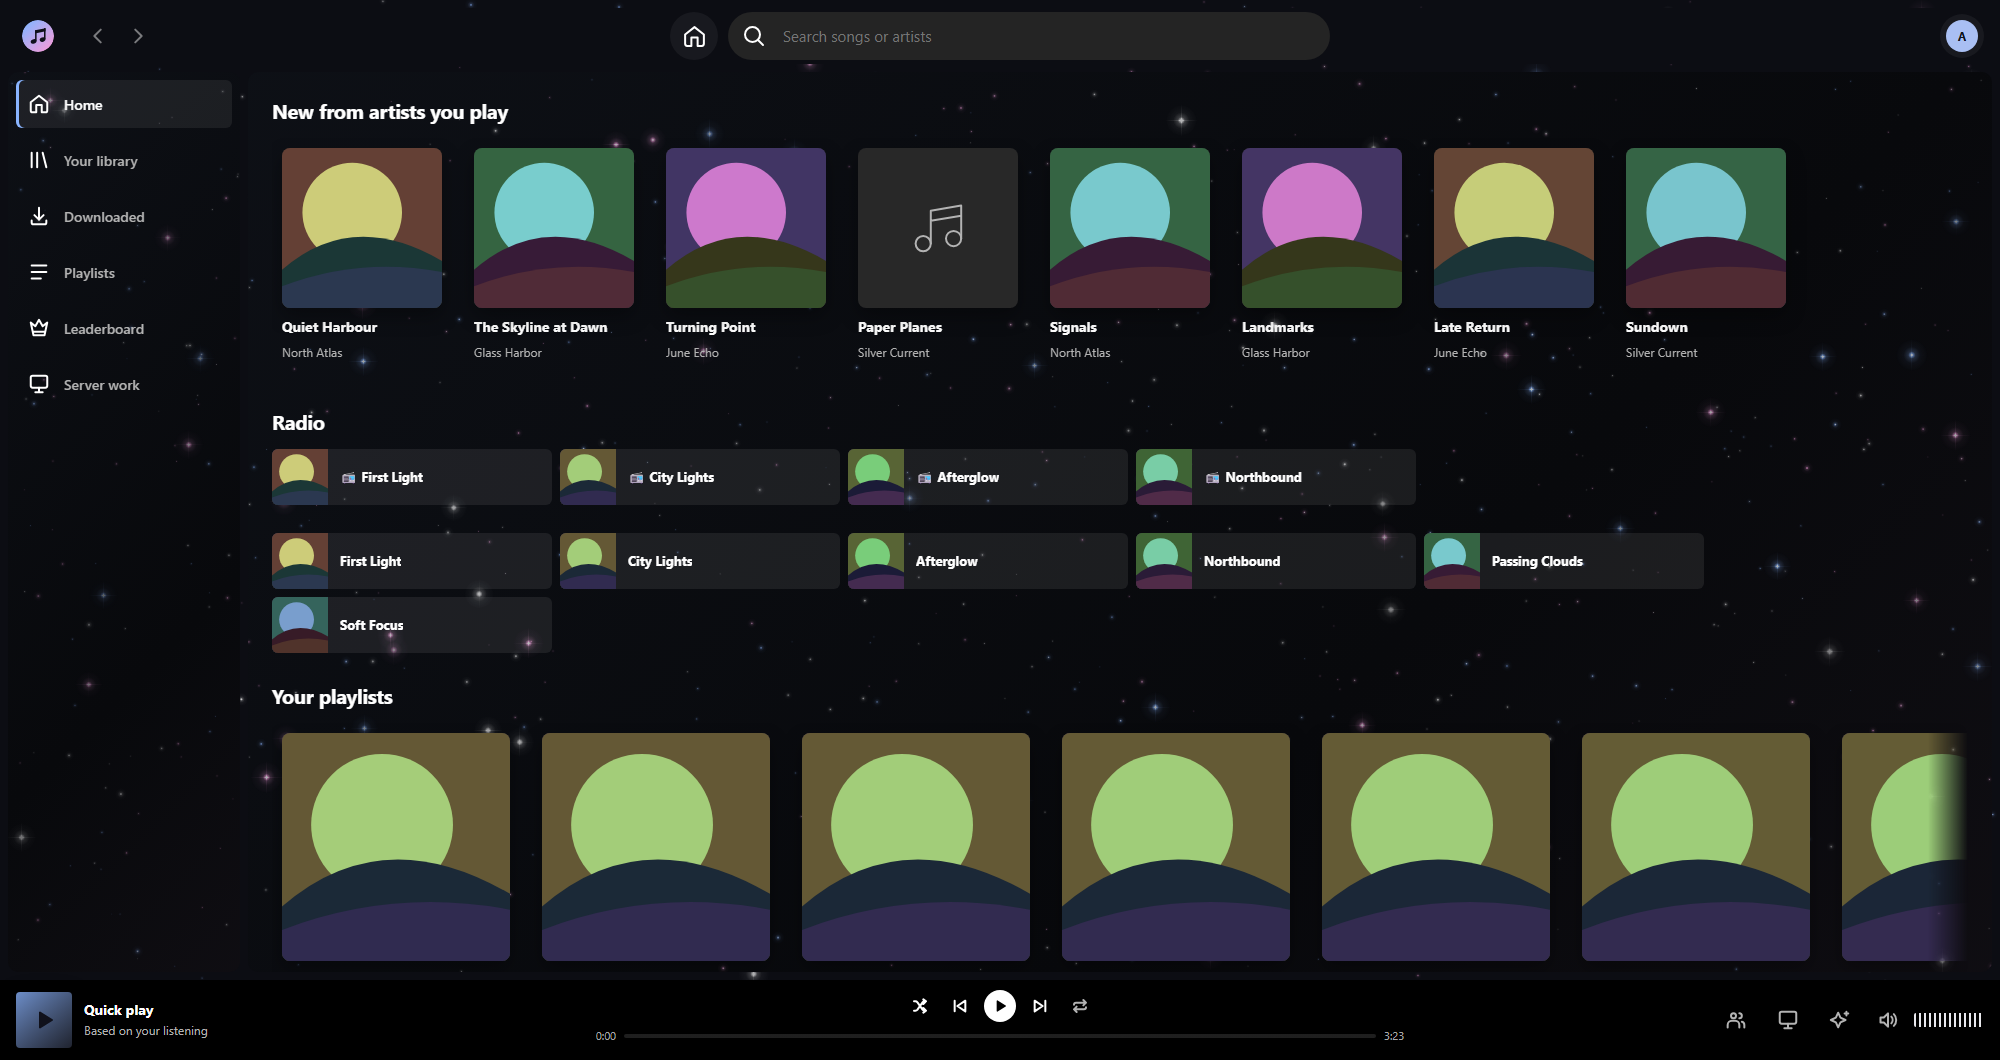 Search songs or artists
A
Home
Your library
Downloaded
Playlists
Leaderboard
Server work
New from artists you play
Quiet Harbour
North Atlas
The Skyline at Dawn
Glass Harbor
Turning Point
June Echo
Paper Planes
Silver Current
Signals
North Atlas
Landmarks
Glass Harbor
Late Return
June Echo
Sundown
Silver Current
Radio
📻 First Light
📻 City Lights
📻 Afterglow
📻 Northbound
First Light
City Lights
Afterglow
Northbound
Passing Clouds
Soft Focus
Your playlists
Quick play
Based on your listening
0:00
3:23